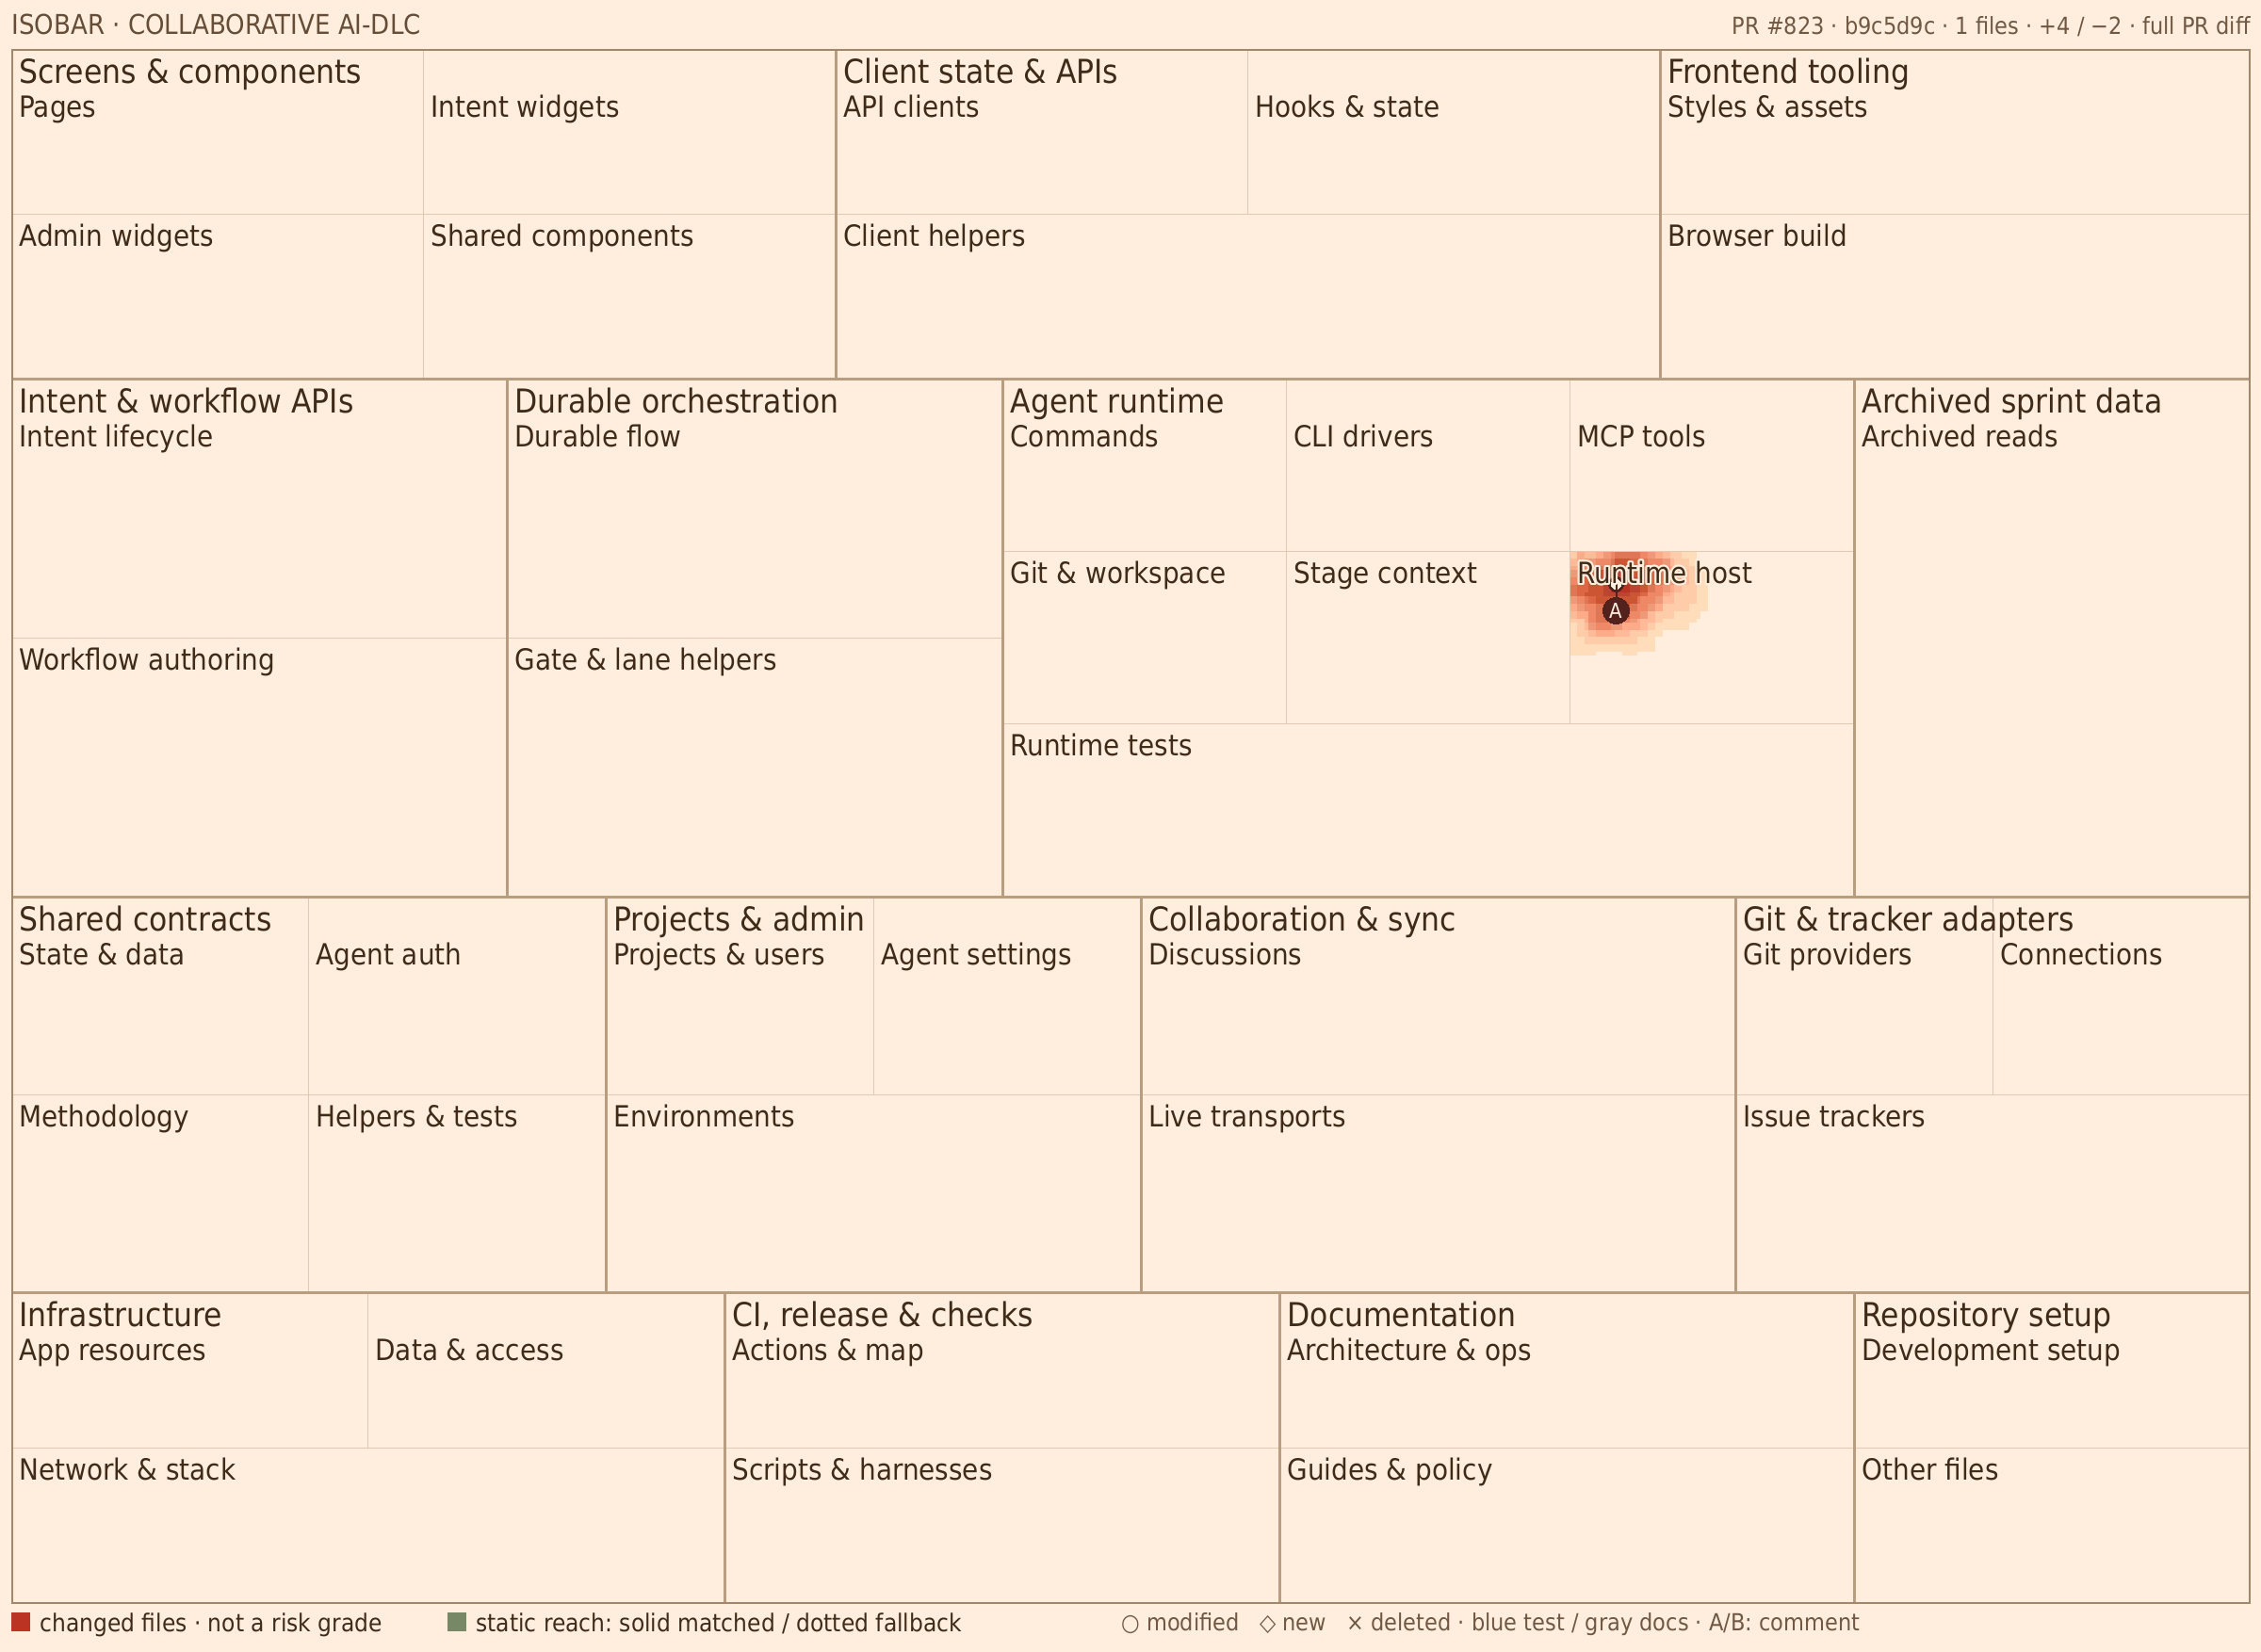 ISOBAR · COLLABORATIVE AI-DLC
PR #823 · b9c5d9c · 1 files · +4 / −2 · full PR diff
Screens & components
Pages
Intent widgets
Admin widgets
Shared components
Client state & APIs
API clients
Hooks & state
Client helpers
Frontend tooling
Styles & assets
Browser build
Intent & workflow APIs
Intent lifecycle
Workflow authoring
Durable orchestration
Durable flow
Gate & lane helpers
Agent runtime
Commands
CLI drivers
MCP tools
Git & workspace
Stage context
Runtime host
A
Runtime tests
Archived sprint data
Archived reads
Shared contracts
State & data
Agent auth
Methodology
Helpers & tests
Projects & admin
Projects & users
Agent settings
Environments
Collaboration & sync
Discussions
Live transports
Git & tracker adapters
Git providers
Connections
Issue trackers
Infrastructure
App resources
Data & access
Network & stack
CI, release & checks
Actions & map
Scripts & harnesses
Documentation
Architecture & ops
Guides & policy
Repository setup
Development setup
Other files
changed files · not a risk grade
static reach: solid matched / dotted fallback
○ modified ◇ new × deleted · blue test / gray docs · A/B: comment